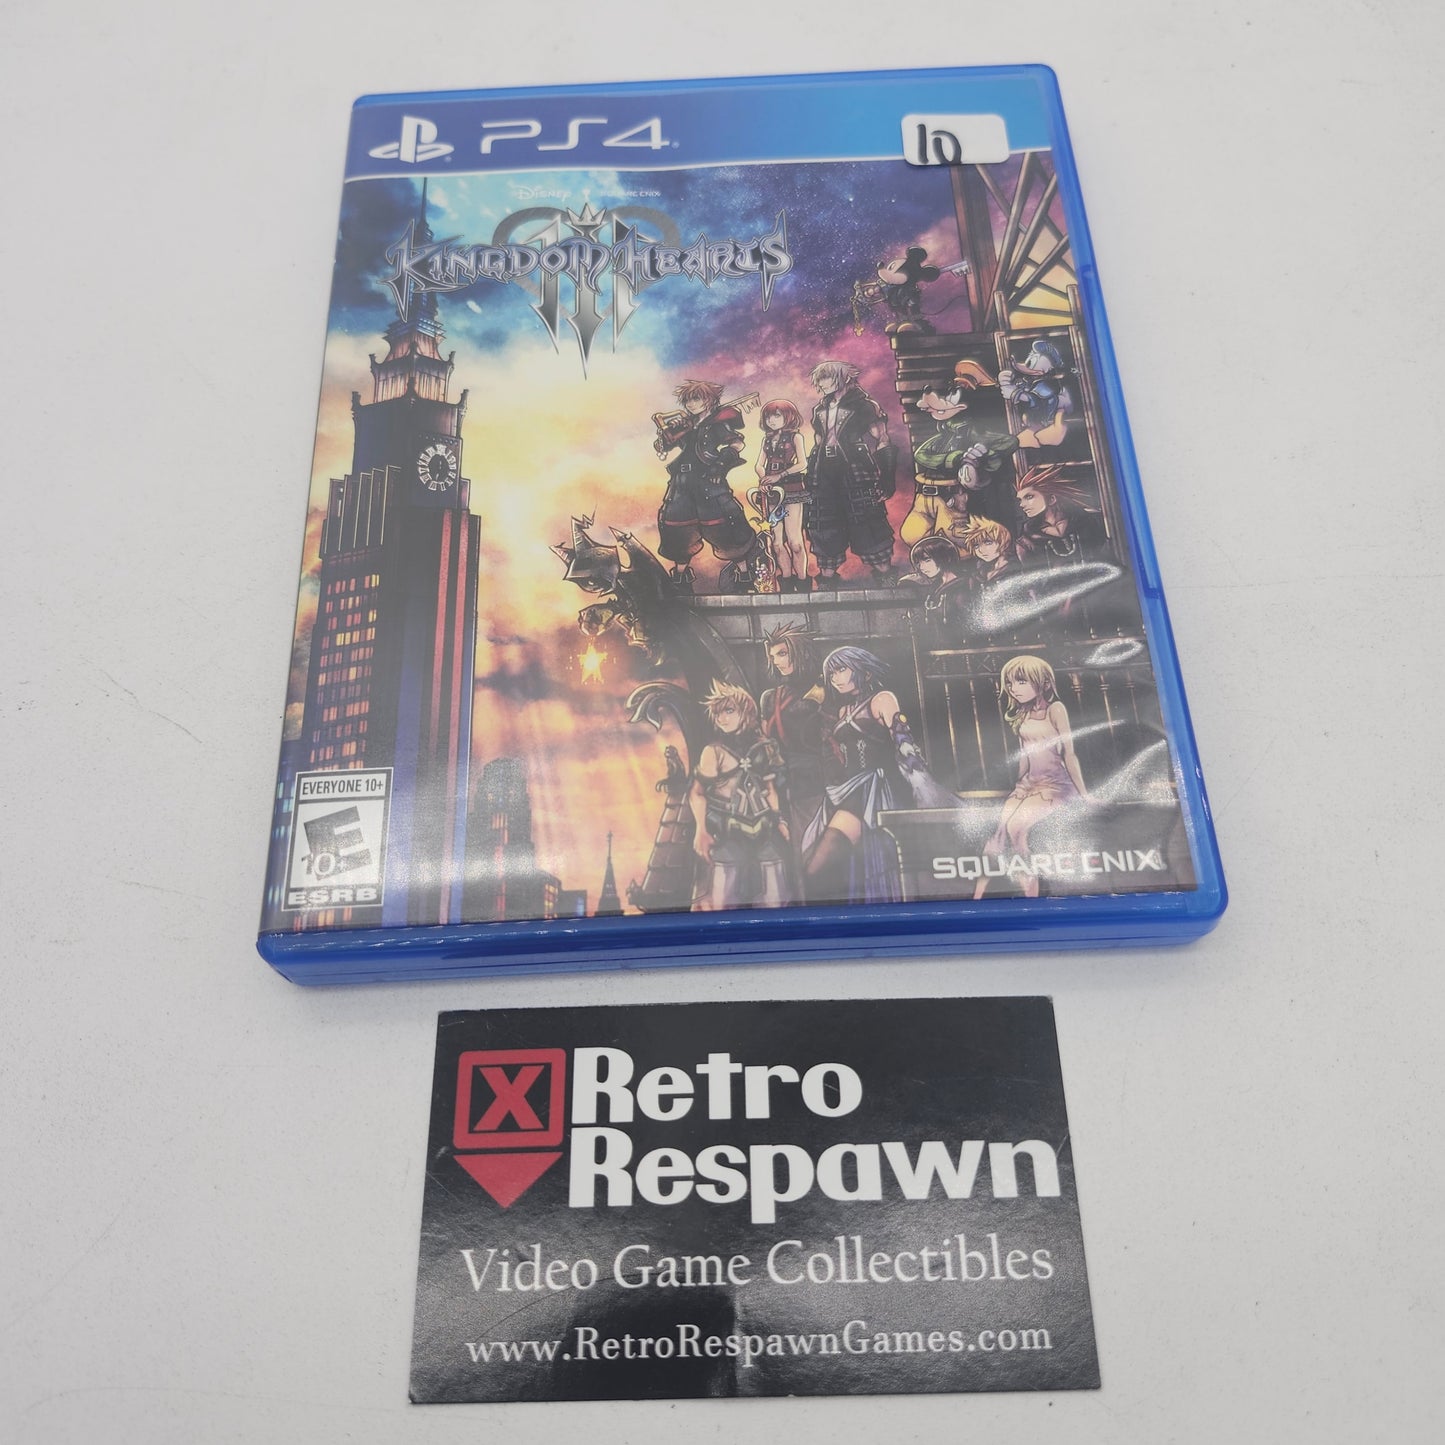 PS4
10
Disney SQUARE ENIX
KINGDOM HEARTS
III
EVERYONE 10+
E
10+
ESRB
SQUARE ENIX
X Retro
Respawn
Video Game Collectibles
www.RetroRespawnGames.com